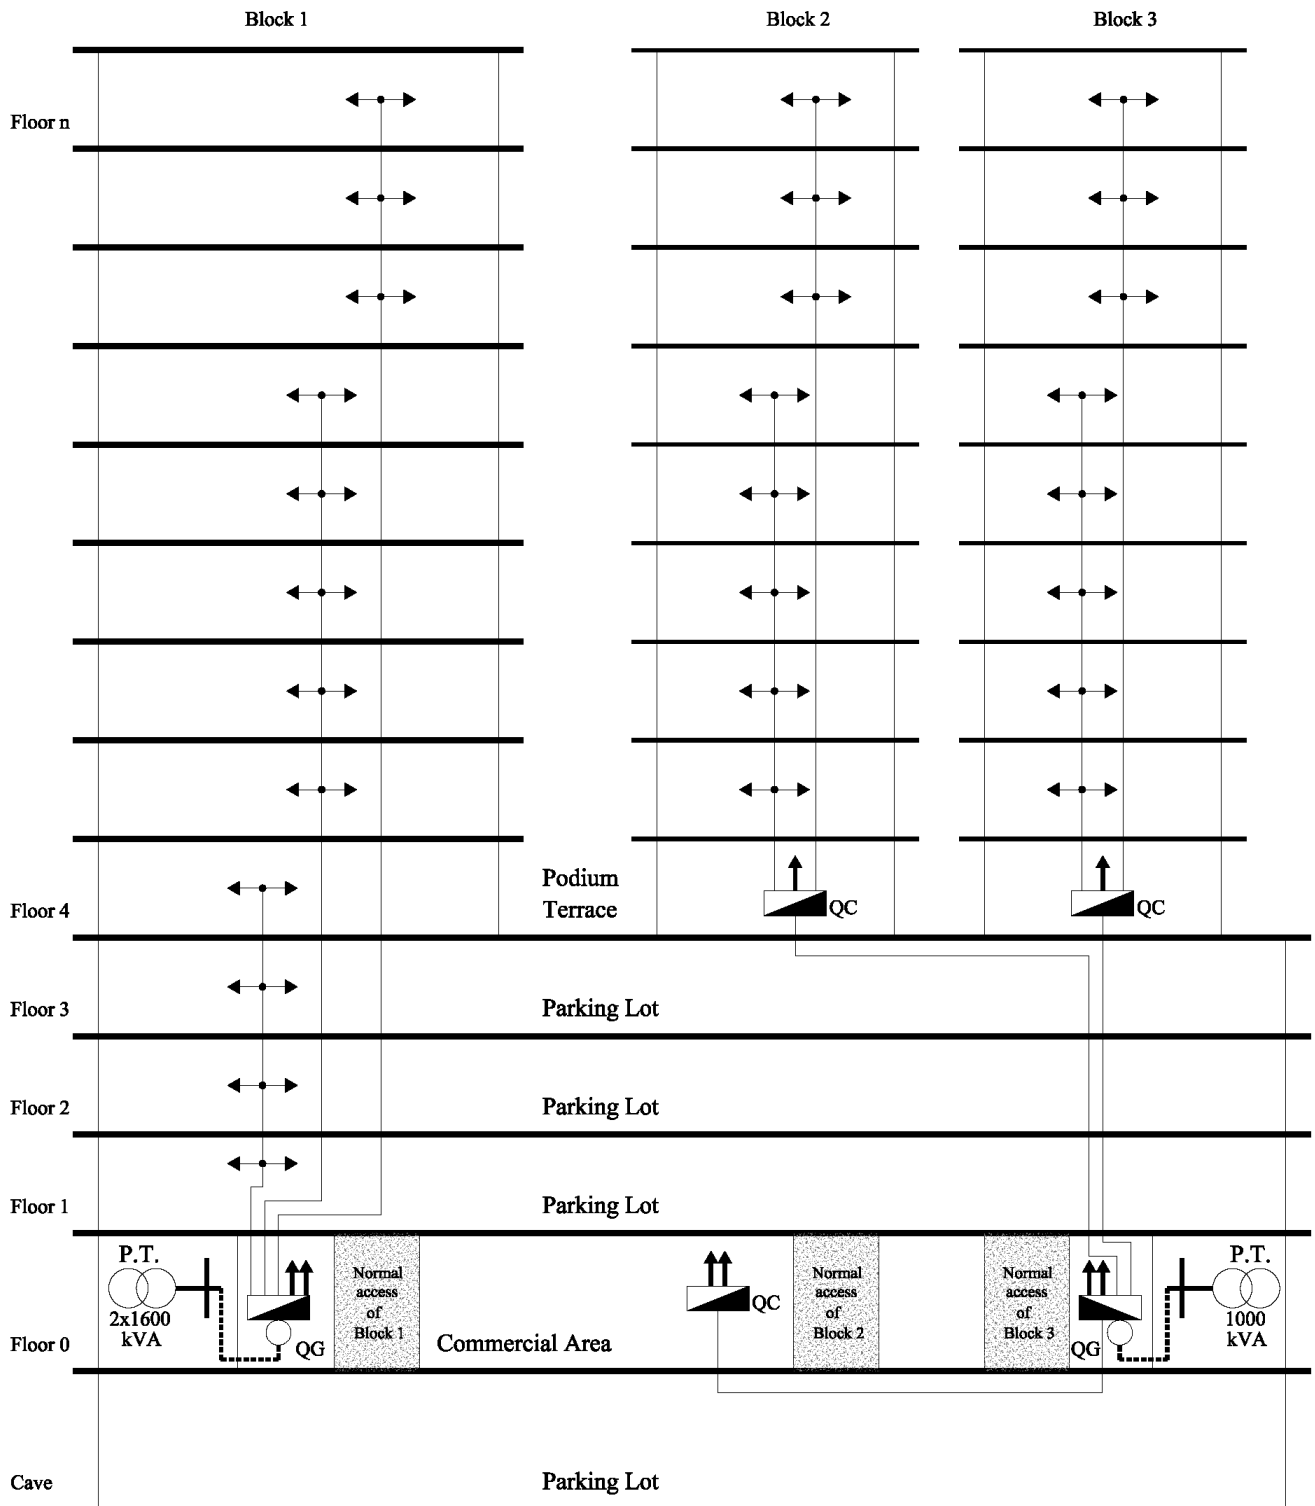 Block 1
Block 2
Block 3
Floor n
Podium
Terrace
QC
QC
Floor 4
Floor 3
Parking Lot
Floor 2
Parking Lot
Floor 1
Parking Lot
P.T.
2x1600
kVA
QG
Normal
access
of
Block 1
QC
Normal
access
of
Block 2
Normal
access
of
Block 3
QG
P.T.
1000
kVA
Floor 0
Commercial Area
Cave
Parking Lot